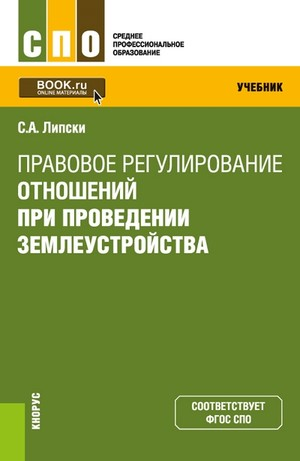 СПО
СРЕДНЕЕ
ПРОФЕССИОНАЛЬНОЕ
ОБРАЗОВАНИЕ
BOOK.ru
ONLINE МАТЕРИАЛЫ
УЧЕБНИК
С.А. Липски
ПРАВОВОЕ РЕГУЛИРОВАНИЕ
ОТНОШЕНИЙ
ПРИ ПРОВЕДЕНИИ
ЗЕМЛЕУСТРОЙСТВА
СООТВЕТСТВУЕТ
ФГОС СПО
КНОРУС